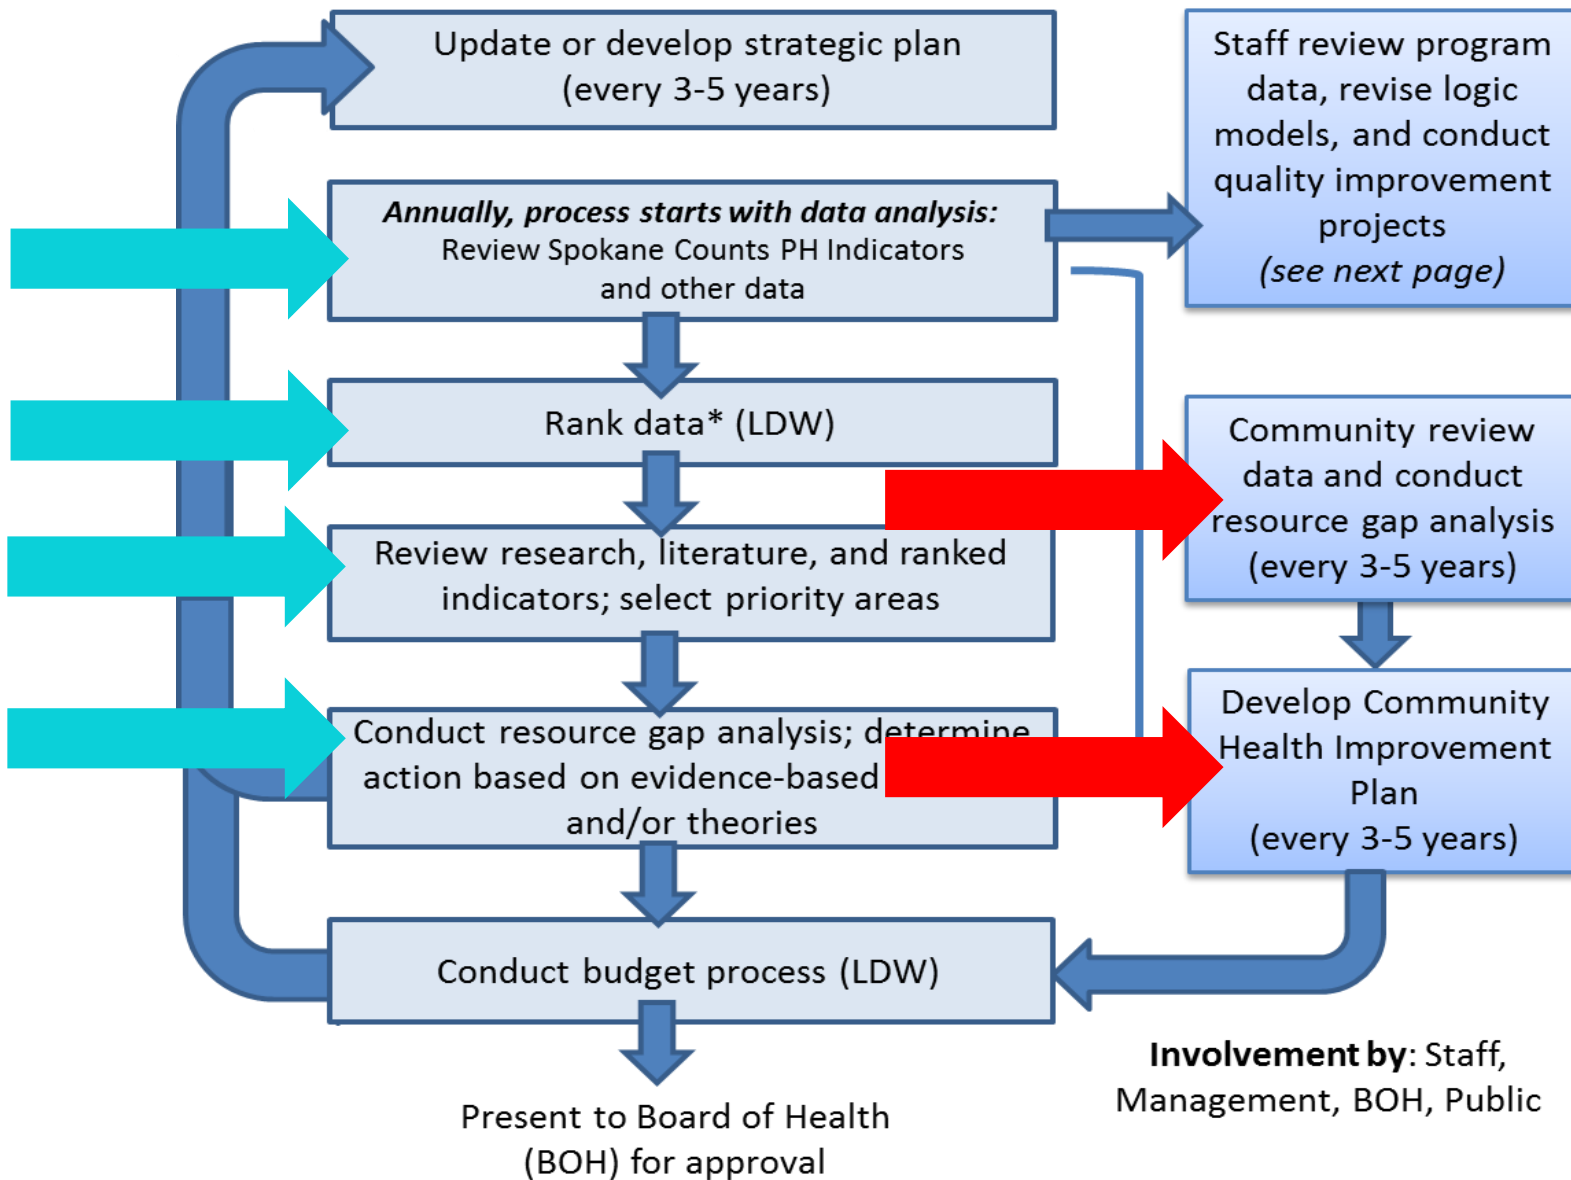 Update or develop strategic plan
(every 3-5 years)
Staff review program
data, revise logic
models, and conduct
quality improvement
projects
(see next page)
Annually, process starts with data analysis:
Review Spokane Counts PH Indicators
and other data
Rank data* (LDW)
Community review
data and conduct
resource gap analysis
(every 3-5 years)
Review research, literature, and ranked
indicators; select priority areas
Conduct resource gap analysis; determine
action based on evidence-based
and/or theories
Develop Community
Health Improvement
Plan
(every 3-5 years)
Conduct budget process (LDW)
Involvement by: Staff,
Management, BOH, Public
Present to Board of Health
(BOH) for approval